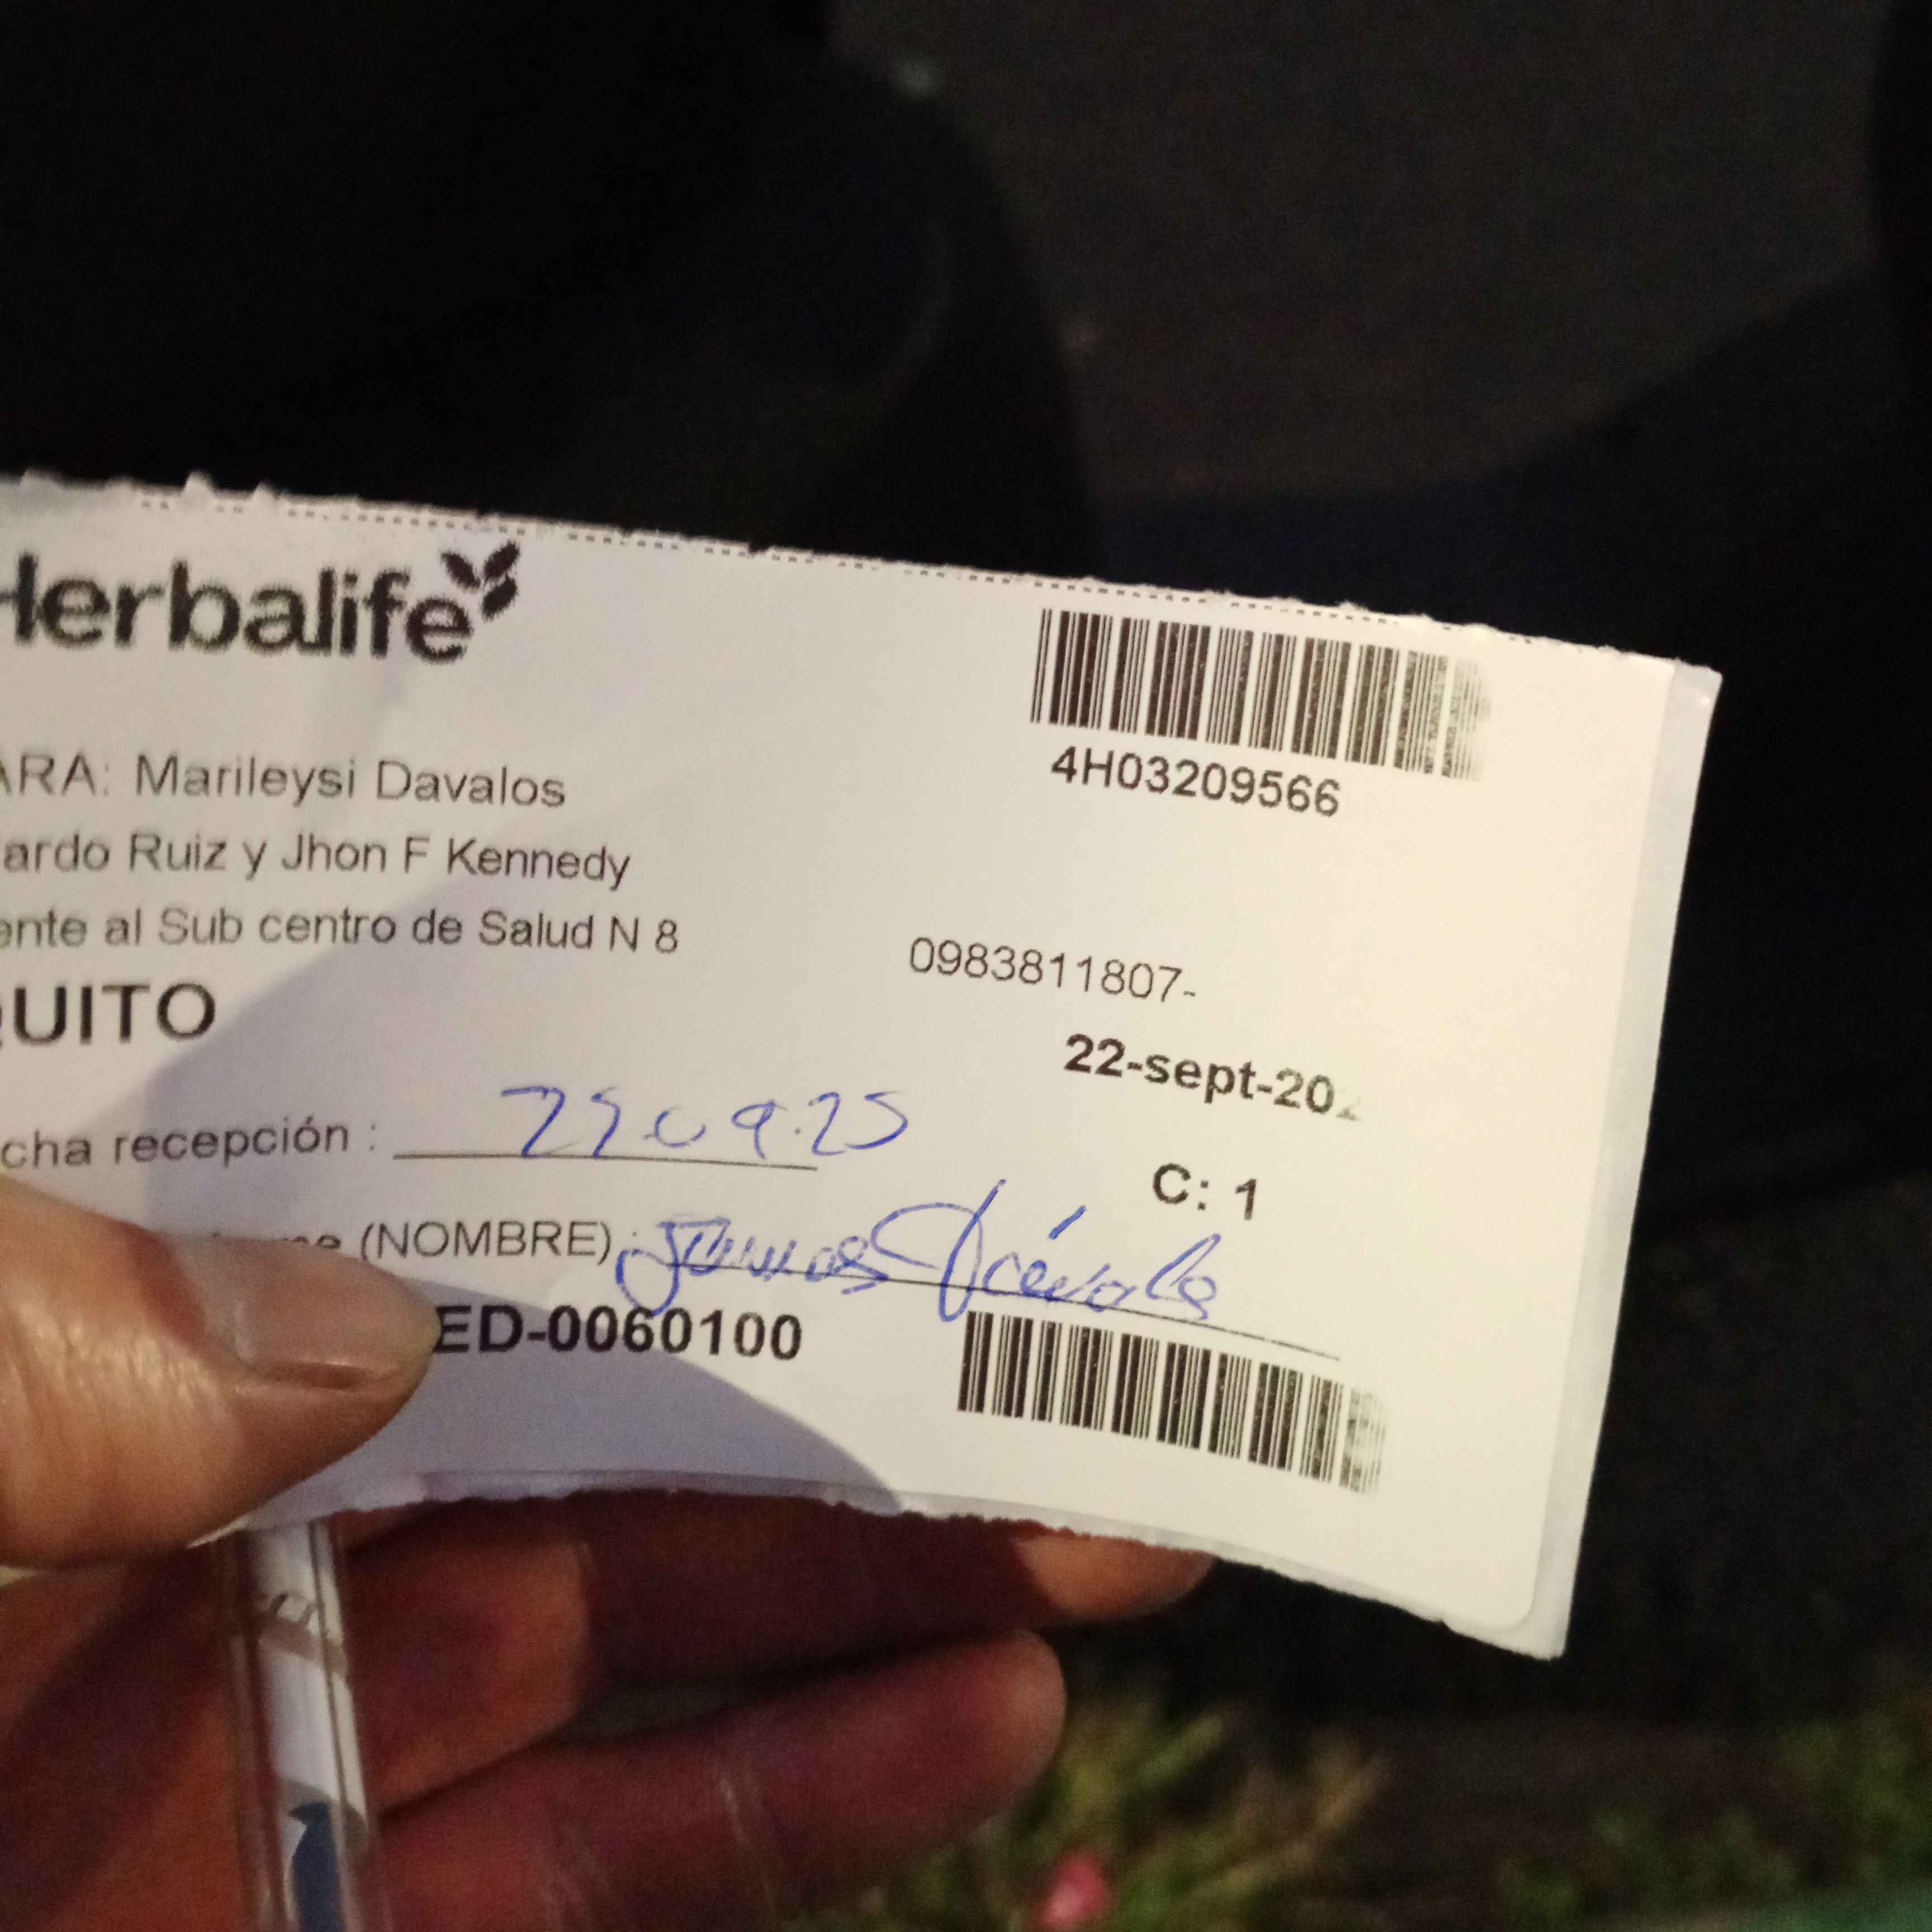 Herbalife
4H03209566
ARA: Marileysi Davalos
ardo Ruiz y Jhon F Kennedy
ente al Sub centro de Salud N 8
0983811807-
QUITO
22-sept-202
cha recepción :
C: 1
(NOMBRE) :
ED-0060100